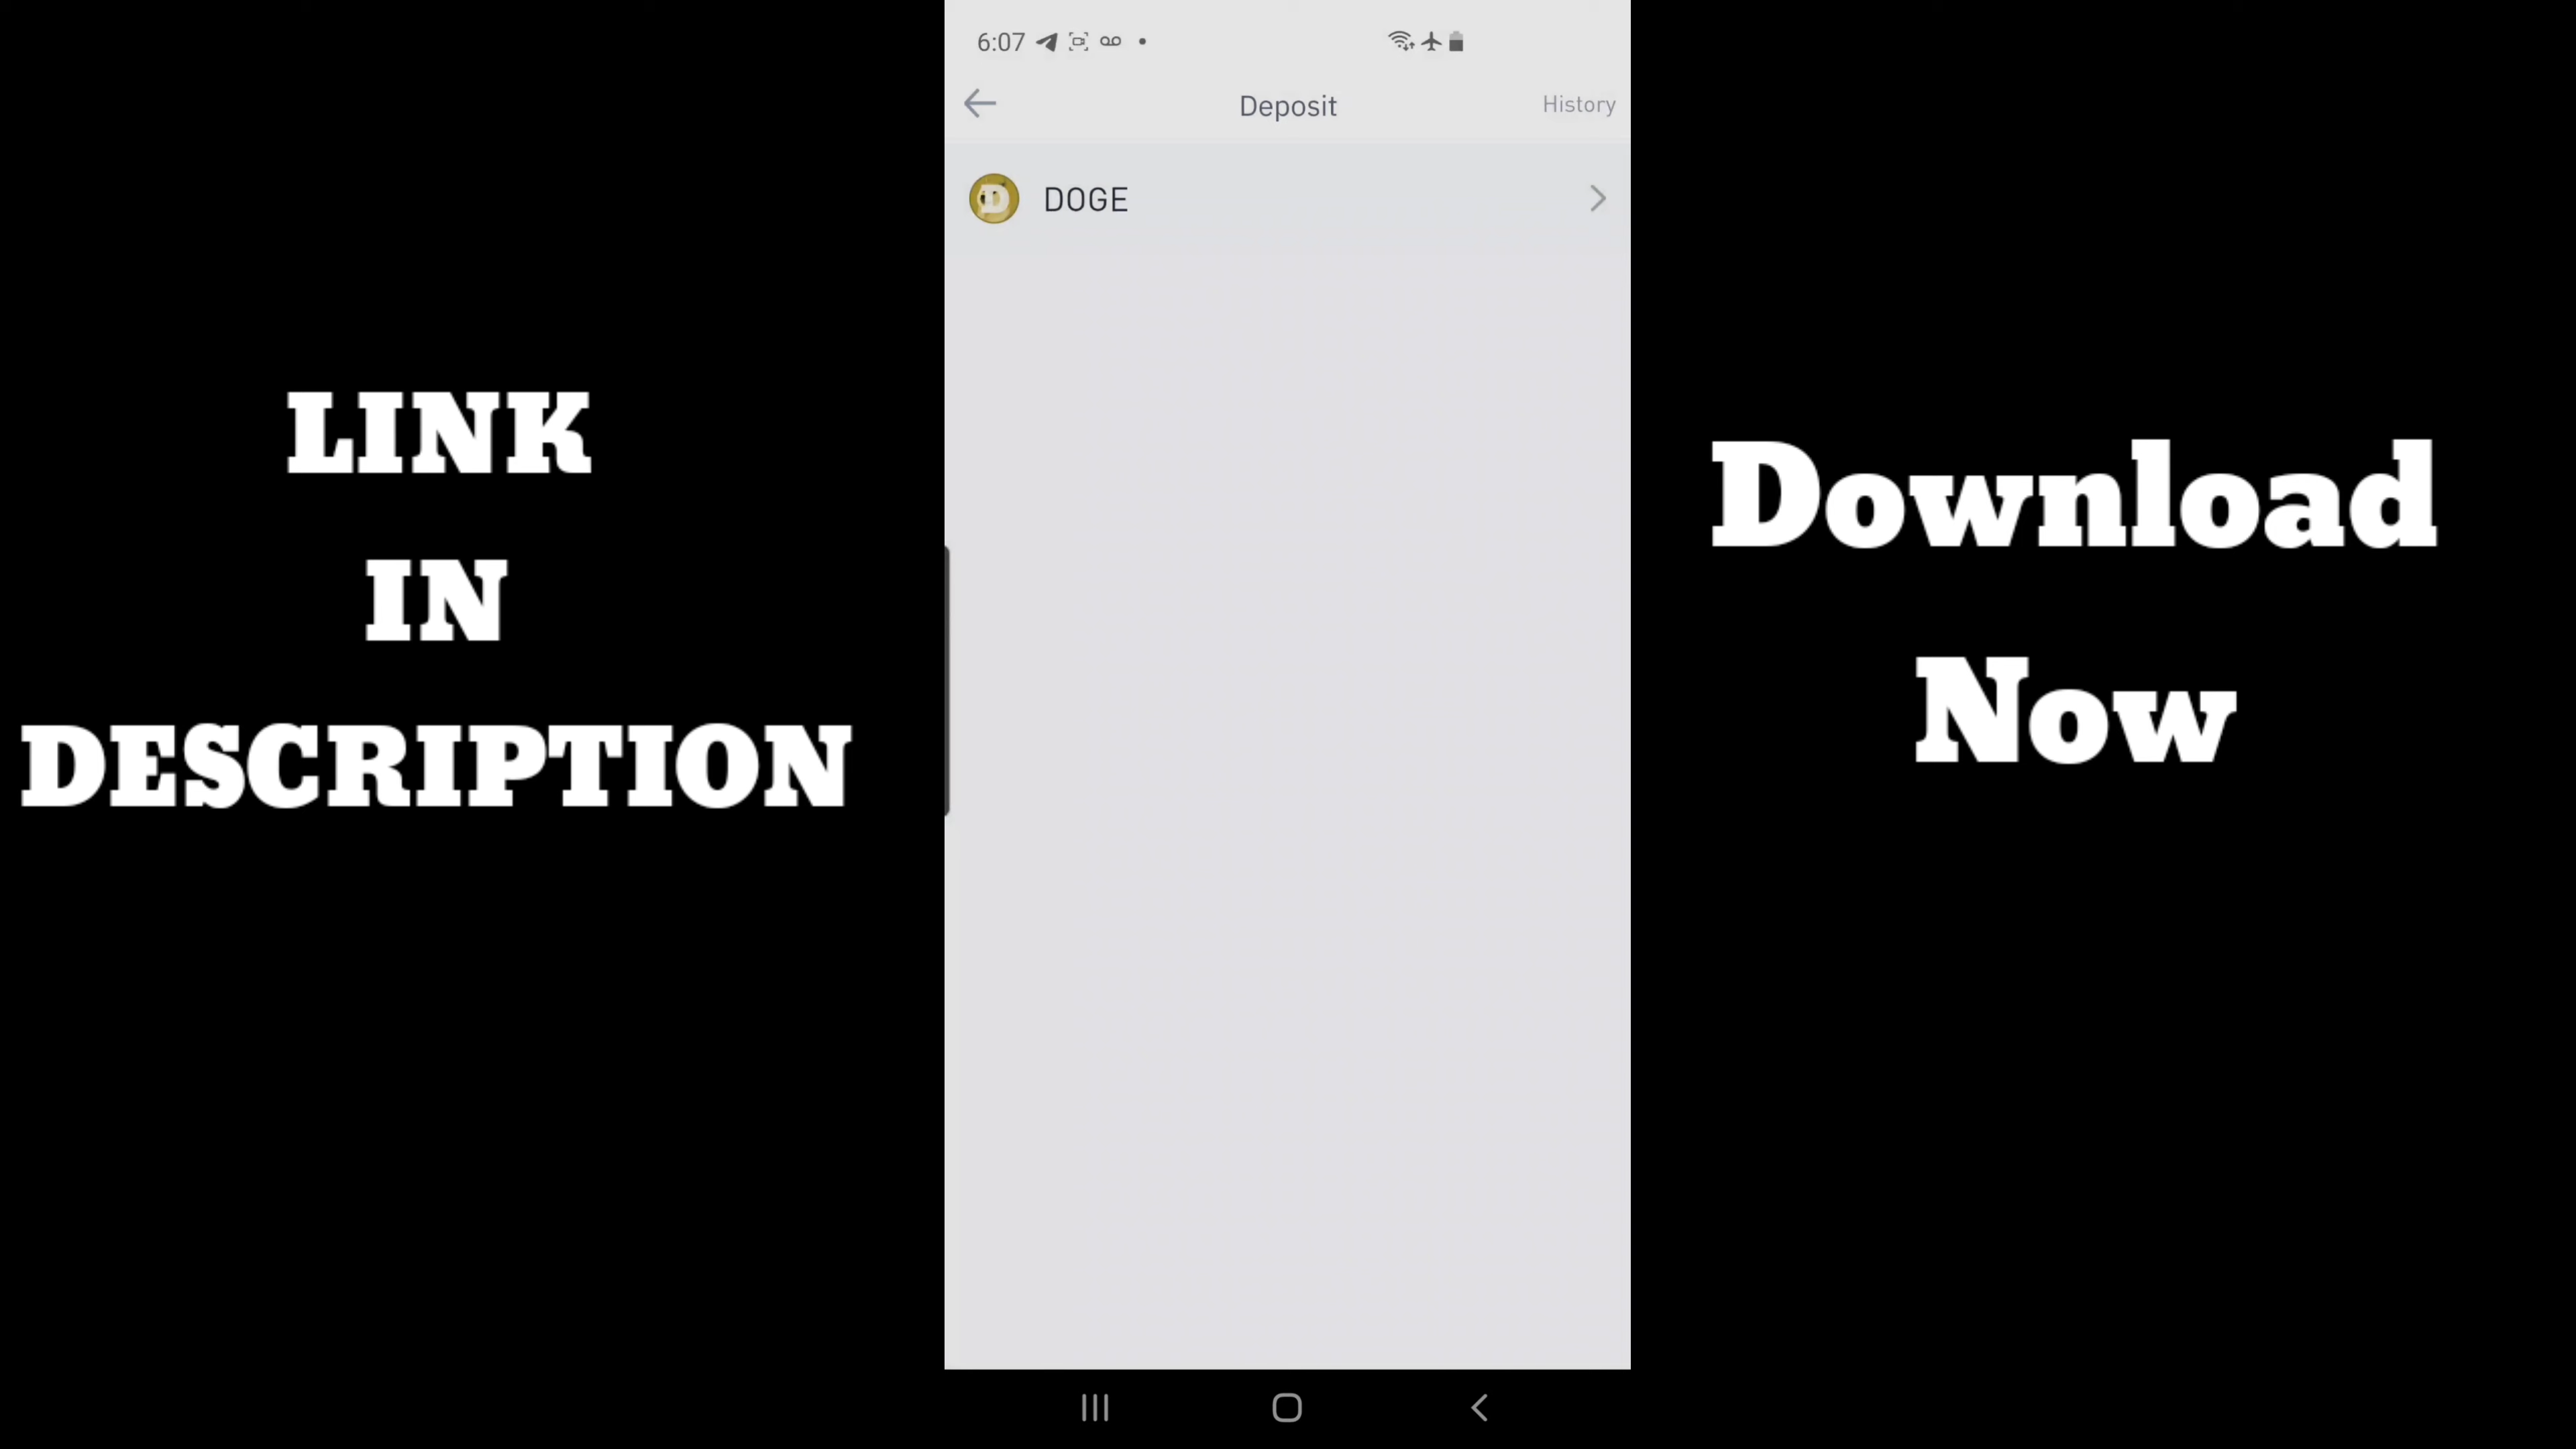 6:07
Deposit
History
DOGE
LINK
IN
DESCRIPTION
Download
Now